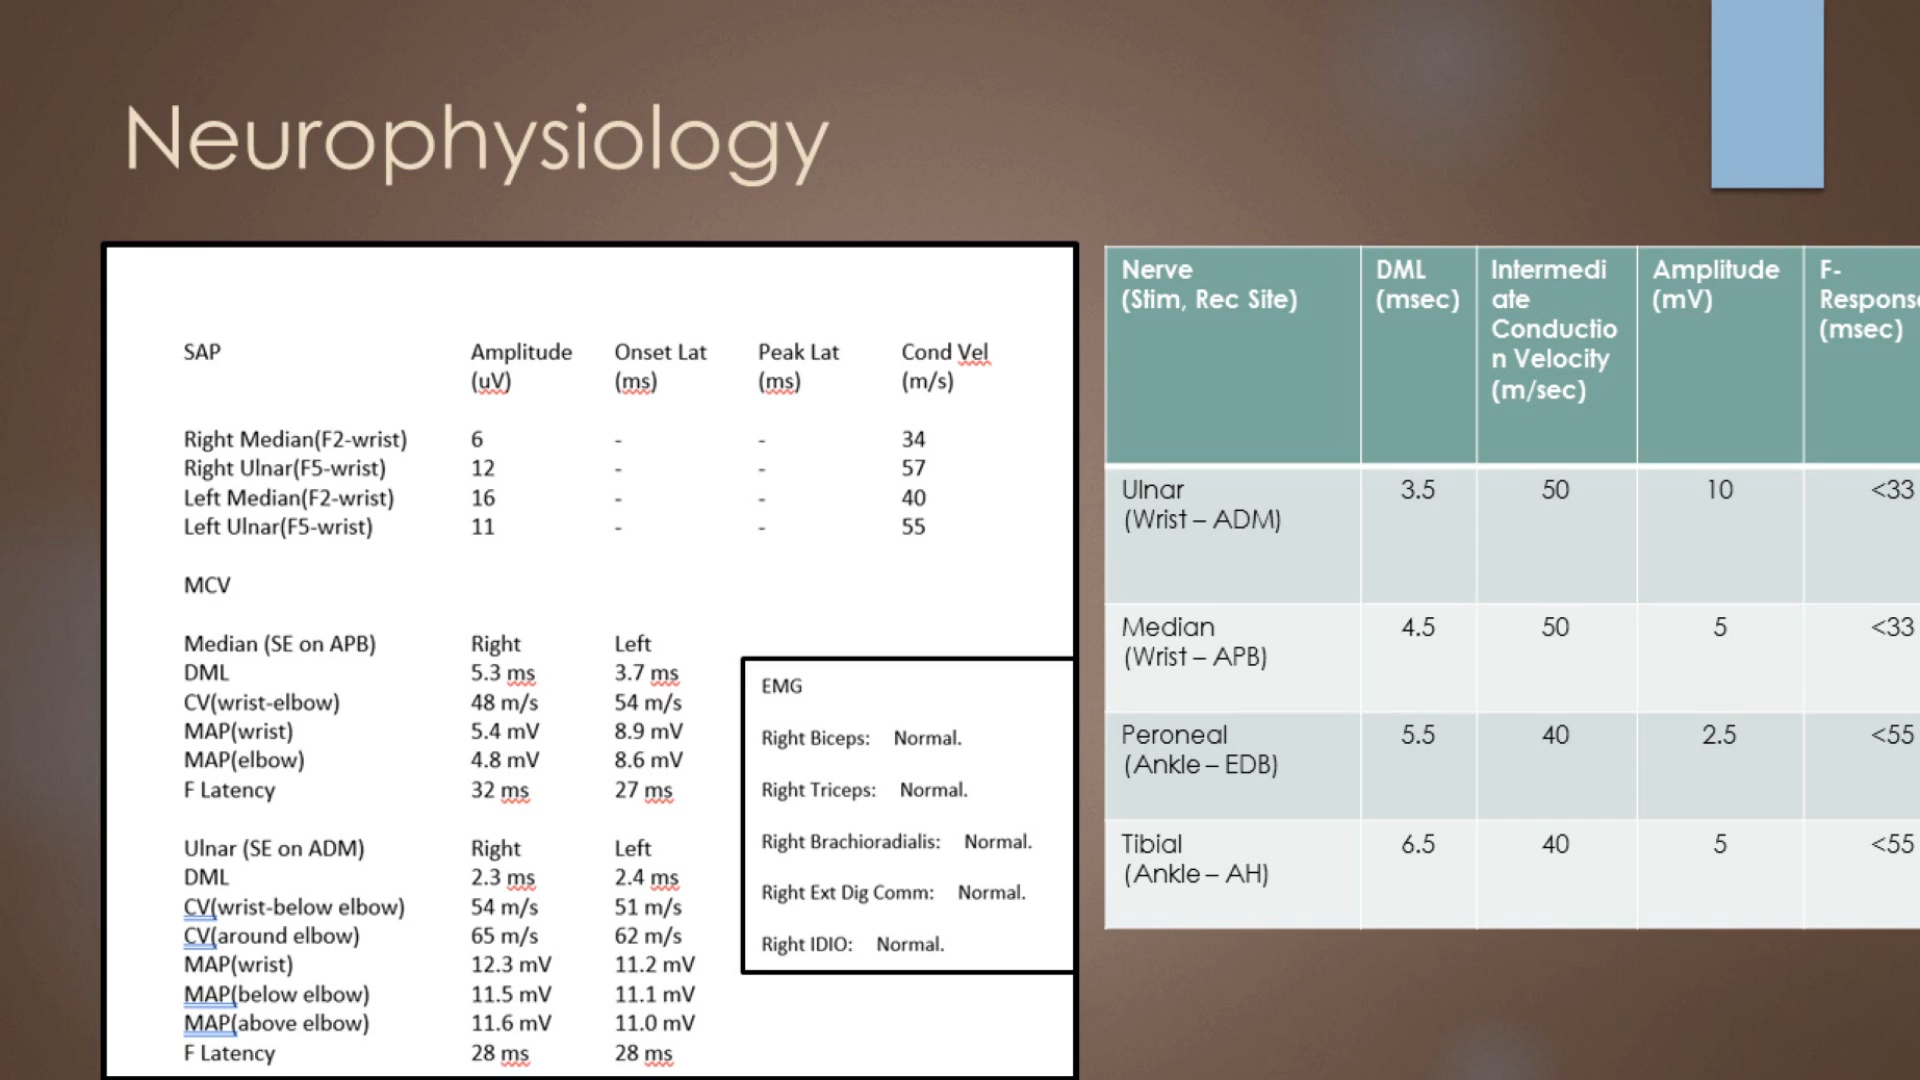 Neurophysiology
SAP Amplitude Onset Lat Peak Lat Cond Vel
(uV) (ms) (ms) (m/s)
Right Median(F2-wrist) 6 - - 34
Right Ulnar(F5-wrist) 12 - - 57
Left Median(F2-wrist) 16 - - 40
Left Ulnar(F5-wrist) 11 - - 55
MCV
Median (SE on APB) Right Left
DML 5.3 ms 3.7 ms
CV(wrist-elbow) 48 m/s 54 m/s
MAP(wrist) 5.4 mV 8.9 mV
MAP(elbow) 4.8 mV 8.6 mV
F Latency 32 ms 27 ms
Ulnar (SE on ADM) Right Left
DML 2.3 ms 2.4 ms
CV(wrist-below elbow) 54 m/s 51 m/s
CV(around elbow) 65 m/s 62 m/s
MAP(wrist) 12.3 mV 11.2 mV
MAP(below elbow) 11.5 mV 11.1 mV
MAP(above elbow) 11.6 mV 11.0 mV
F Latency 28 ms 28 ms
EMG
Right Biceps: Normal.
Right Triceps: Normal.
Right Brachioradialis: Normal.
Right Ext Dig Comm: Normal.
Right IDIO: Normal.
Nerve DML Intermedi Amplitude F-
(Stim, Rec Site) (msec) ate (mV) Respons
Conductio (msec)
n Velocity
(m/sec)
Ulnar 3.5 50 10 <33
(Wrist – ADM)
Median 4.5 50 5 <33
(Wrist – APB)
Peroneal 5.5 40 2.5 <55
(Ankle – EDB)
Tibial 6.5 40 5 <55
(Ankle – AH)